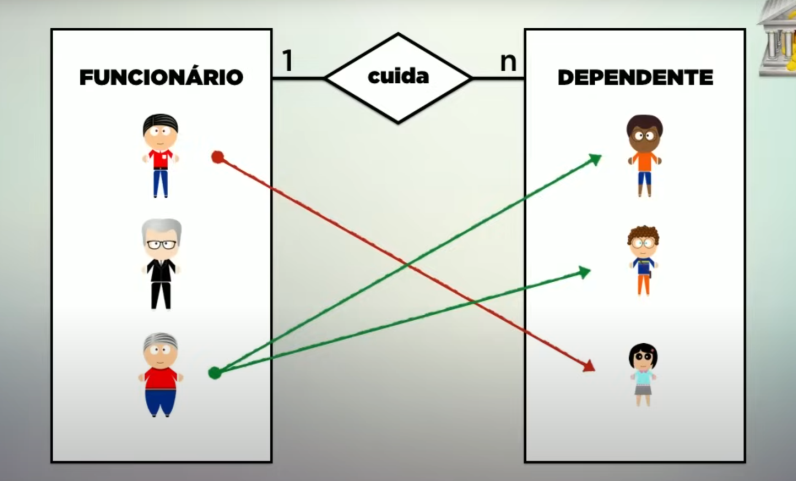 FUNCIONÁRIO
1
cuida
n
DEPENDENTE